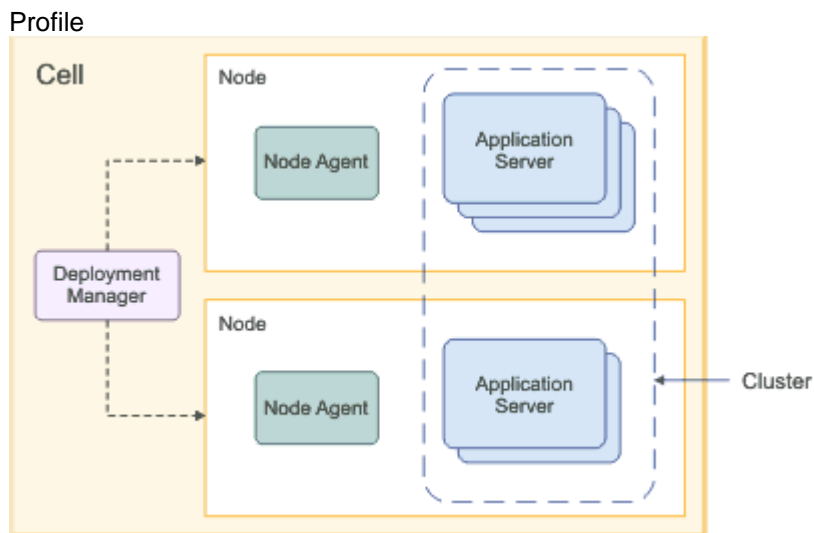 Profile
Cell
Node
Node Agent
Application
Server
Deployment
Manager
Node
Node Agent
Application
Server
Cluster